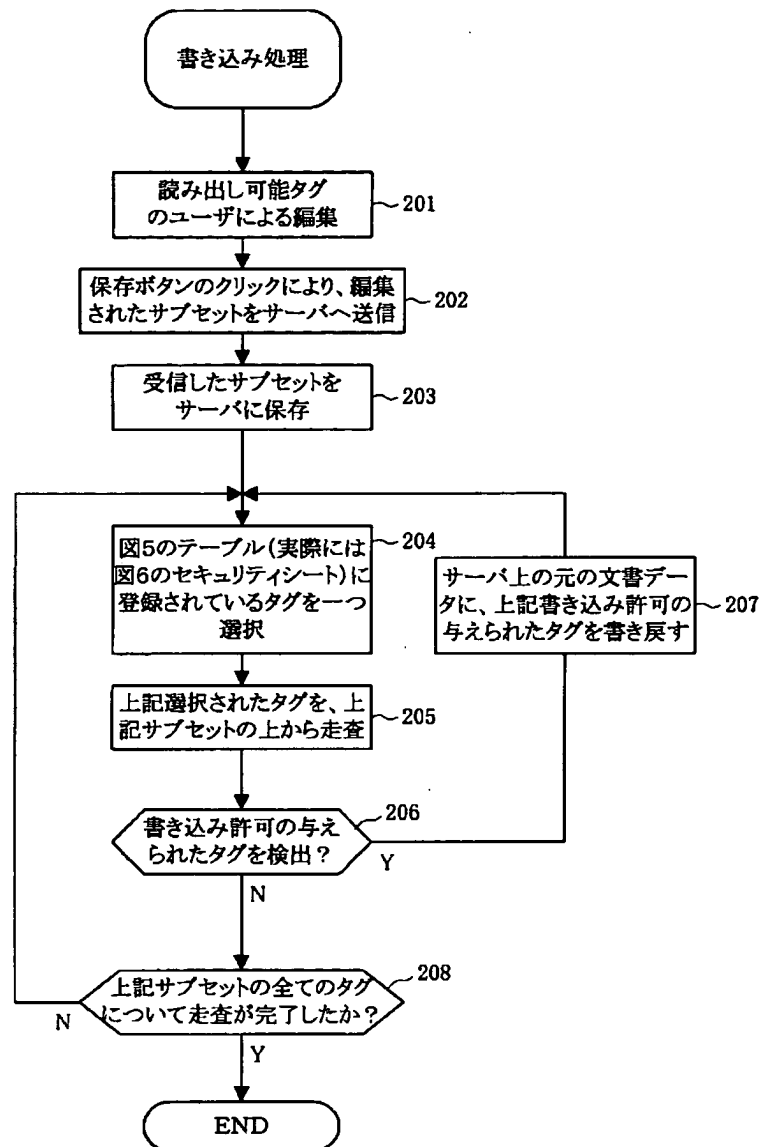 書き込み処理
読み出し可能タグ
のユーザによる編集
201
保存ボタンのクリックにより、編集
されたサブセットをサーバへ送信
202
受信したサブセットを
サーバに保存
203
図5のテーブル(実際には
図6のセキュリティシート)に
登録されているタグを一つ
選択
204
サーバ上の元の文書デー
タに、上記書き込み許可の
与えられたタグを書き戻す
207
上記選択されたタグを、上
記サブセットの上から走査
205
書き込み許可の与え
られたタグを検出?
206
Y
N
上記サブセットの全てのタグ
について走査が完了したか?
208
N
Y
END